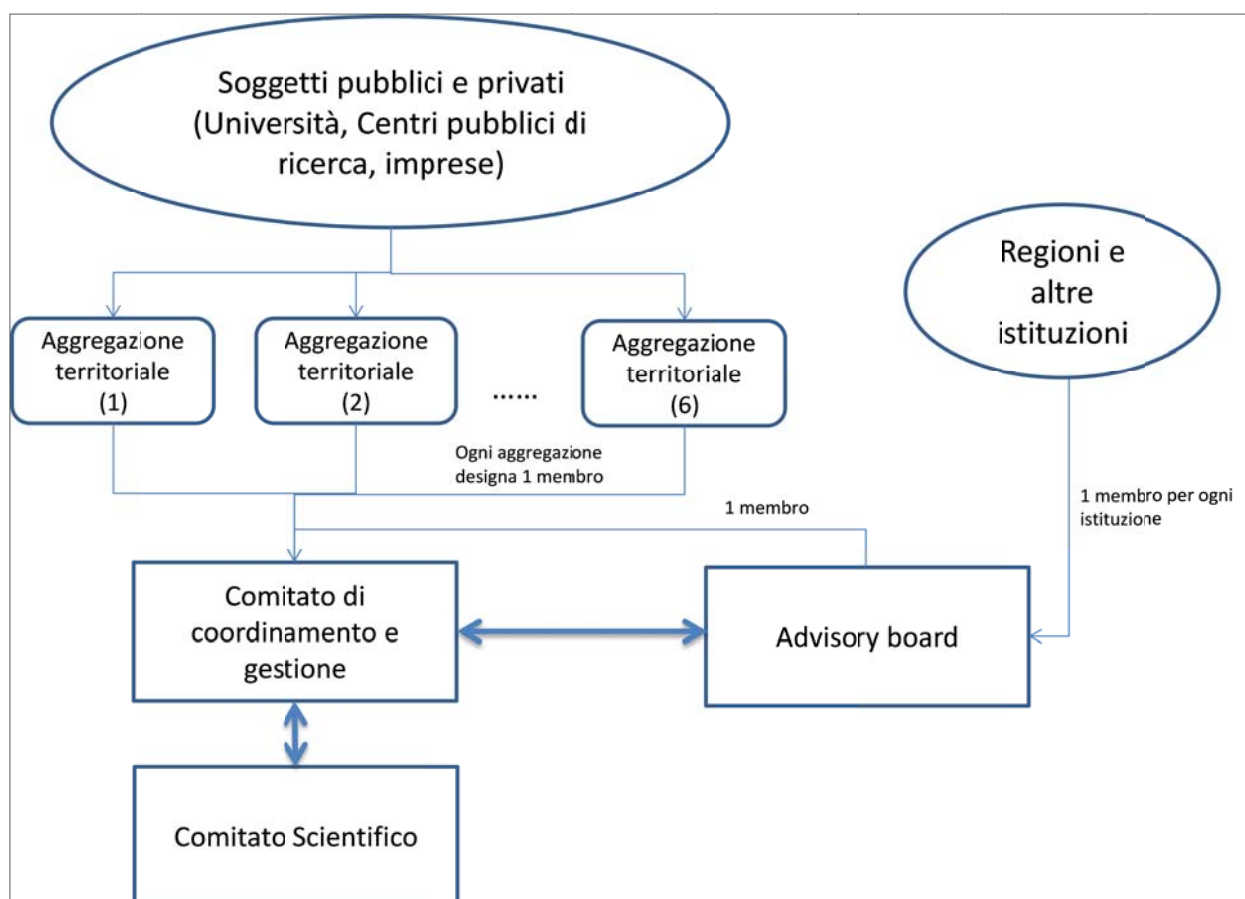 Soggetti pubblici e privati
(Università, Centri pubblici di
ricerca, imprese)
Regioni e
altre
istituzioni
Aggregazione
territoriale
(1)
Aggregazione
territoriale
(2)
......
Aggregazione
territoriale
(6)
Ogni aggregazione
designa 1 membro
1 membro
1 membro per ogni
istituzione
Comitato di
coordinamento e
gestione
Advisory board
Comitato Scientifico